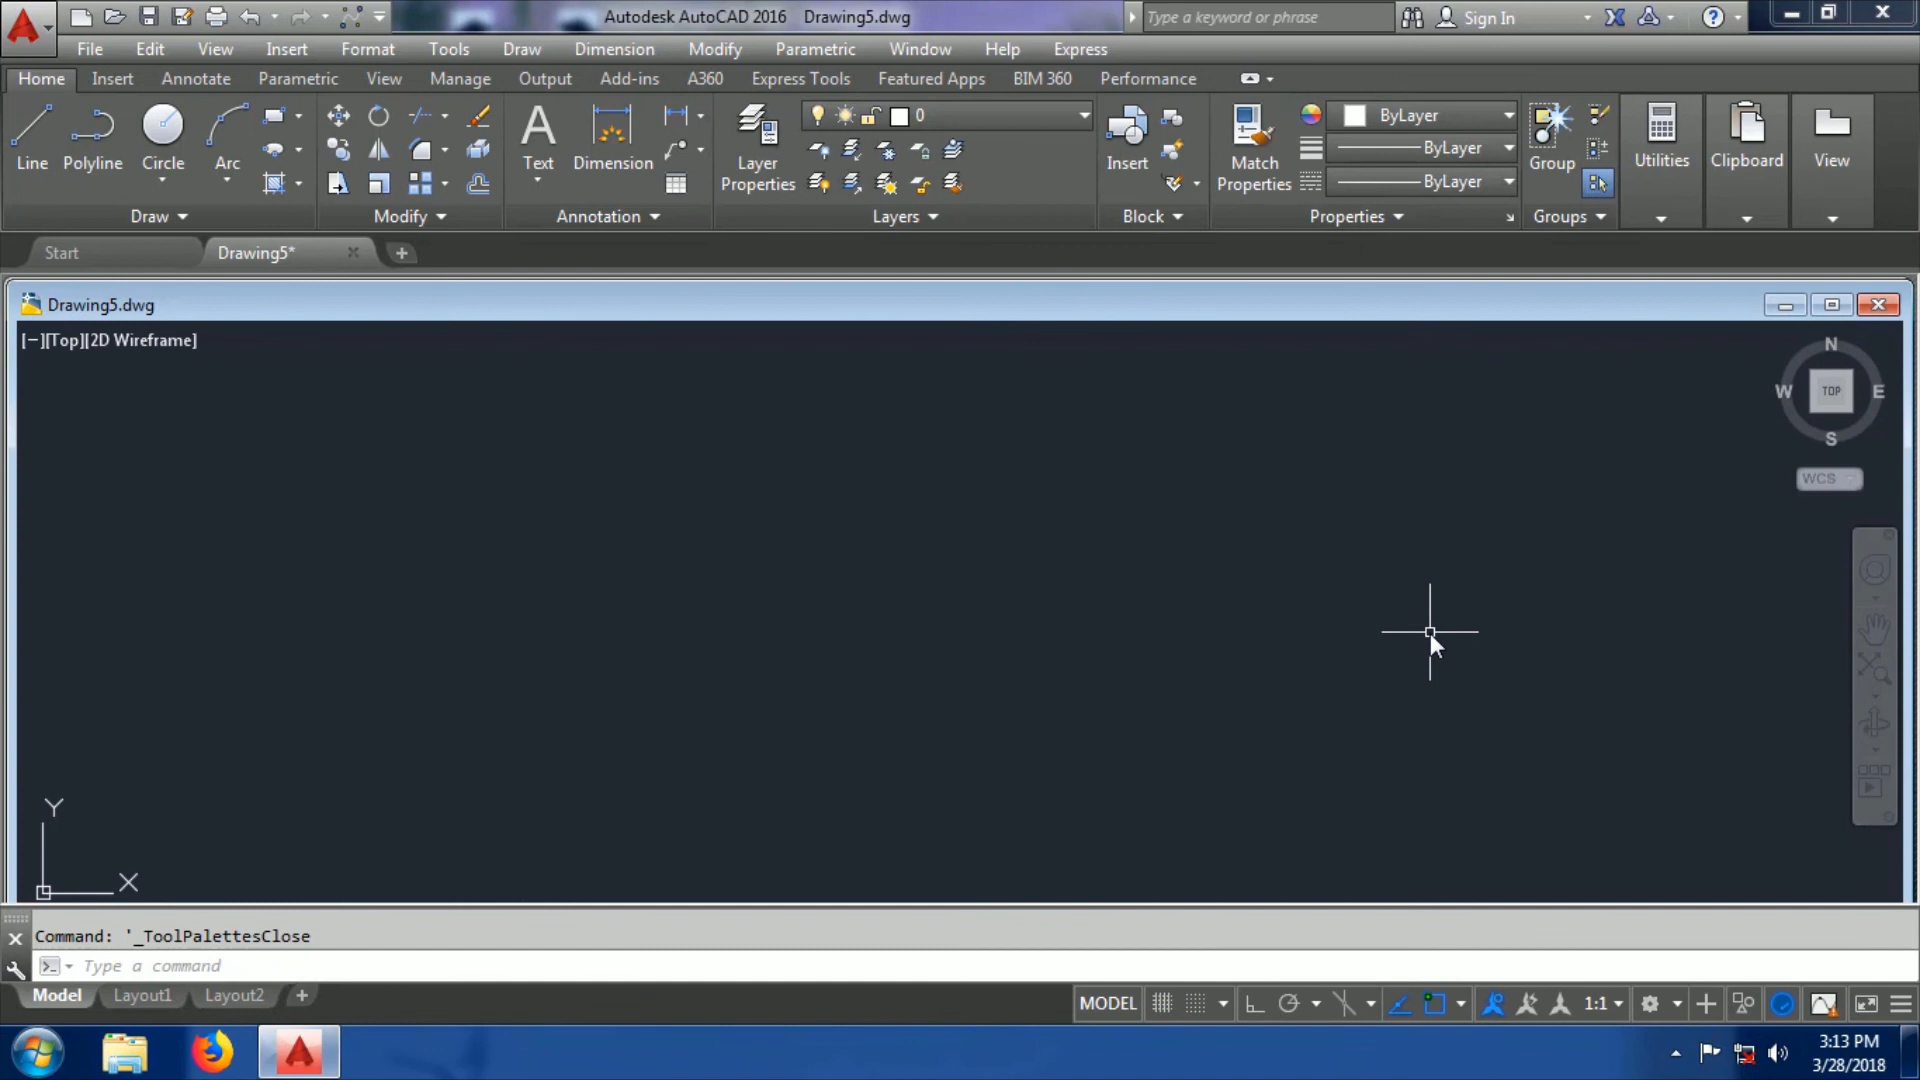 Autodesk AutoCAD 2016 Drawing5.dwg
Type a keyword or phrase
Sign In
File Edit View Insert Format Tools Draw Dimension Modify Parametric Window Help Express
Home Insert Annotate Parametric View Manage Output Add-ins A360 Express Tools Featured Apps BIM 360 Performance
Line Polyline Circle Arc
Draw
Modify
A
Text
Dimension
Annotation
Layer
Properties
0
Layers
Insert
Block
Match
Properties
ByLayer
ByLayer
ByLayer
Properties
Group
Groups
Utilities
Clipboard
View
Start
Drawing5*
Drawing5.dwg
[−][Top][2D Wireframe]
N
W TOP E
S
WCS
Y
X
Command: '_ToolPalettesClose
Type a command
Model Layout1 Layout2 +
MODEL
1:1
3:13 PM
3/28/2018